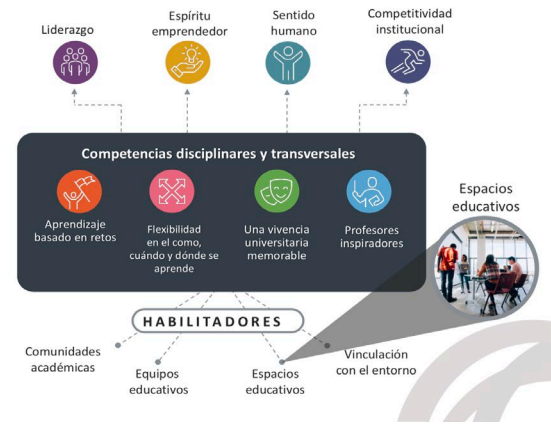 Liderazgo
Espíritu
emprendedor
Sentido
humano
Competitividad
institucional
Competencias disciplinares y transversales
Aprendizaje
basado en retos
Flexibilidad
en el como,
cuándo y dónde se
aprende
Una vivencia
universitaria
memorable
Profesores
inspiradores
Espacios
educativos
HABILITADORES
Comunidades
académicas
Equipos
educativos
Espacios
educativos
Vinculación
con el entorno